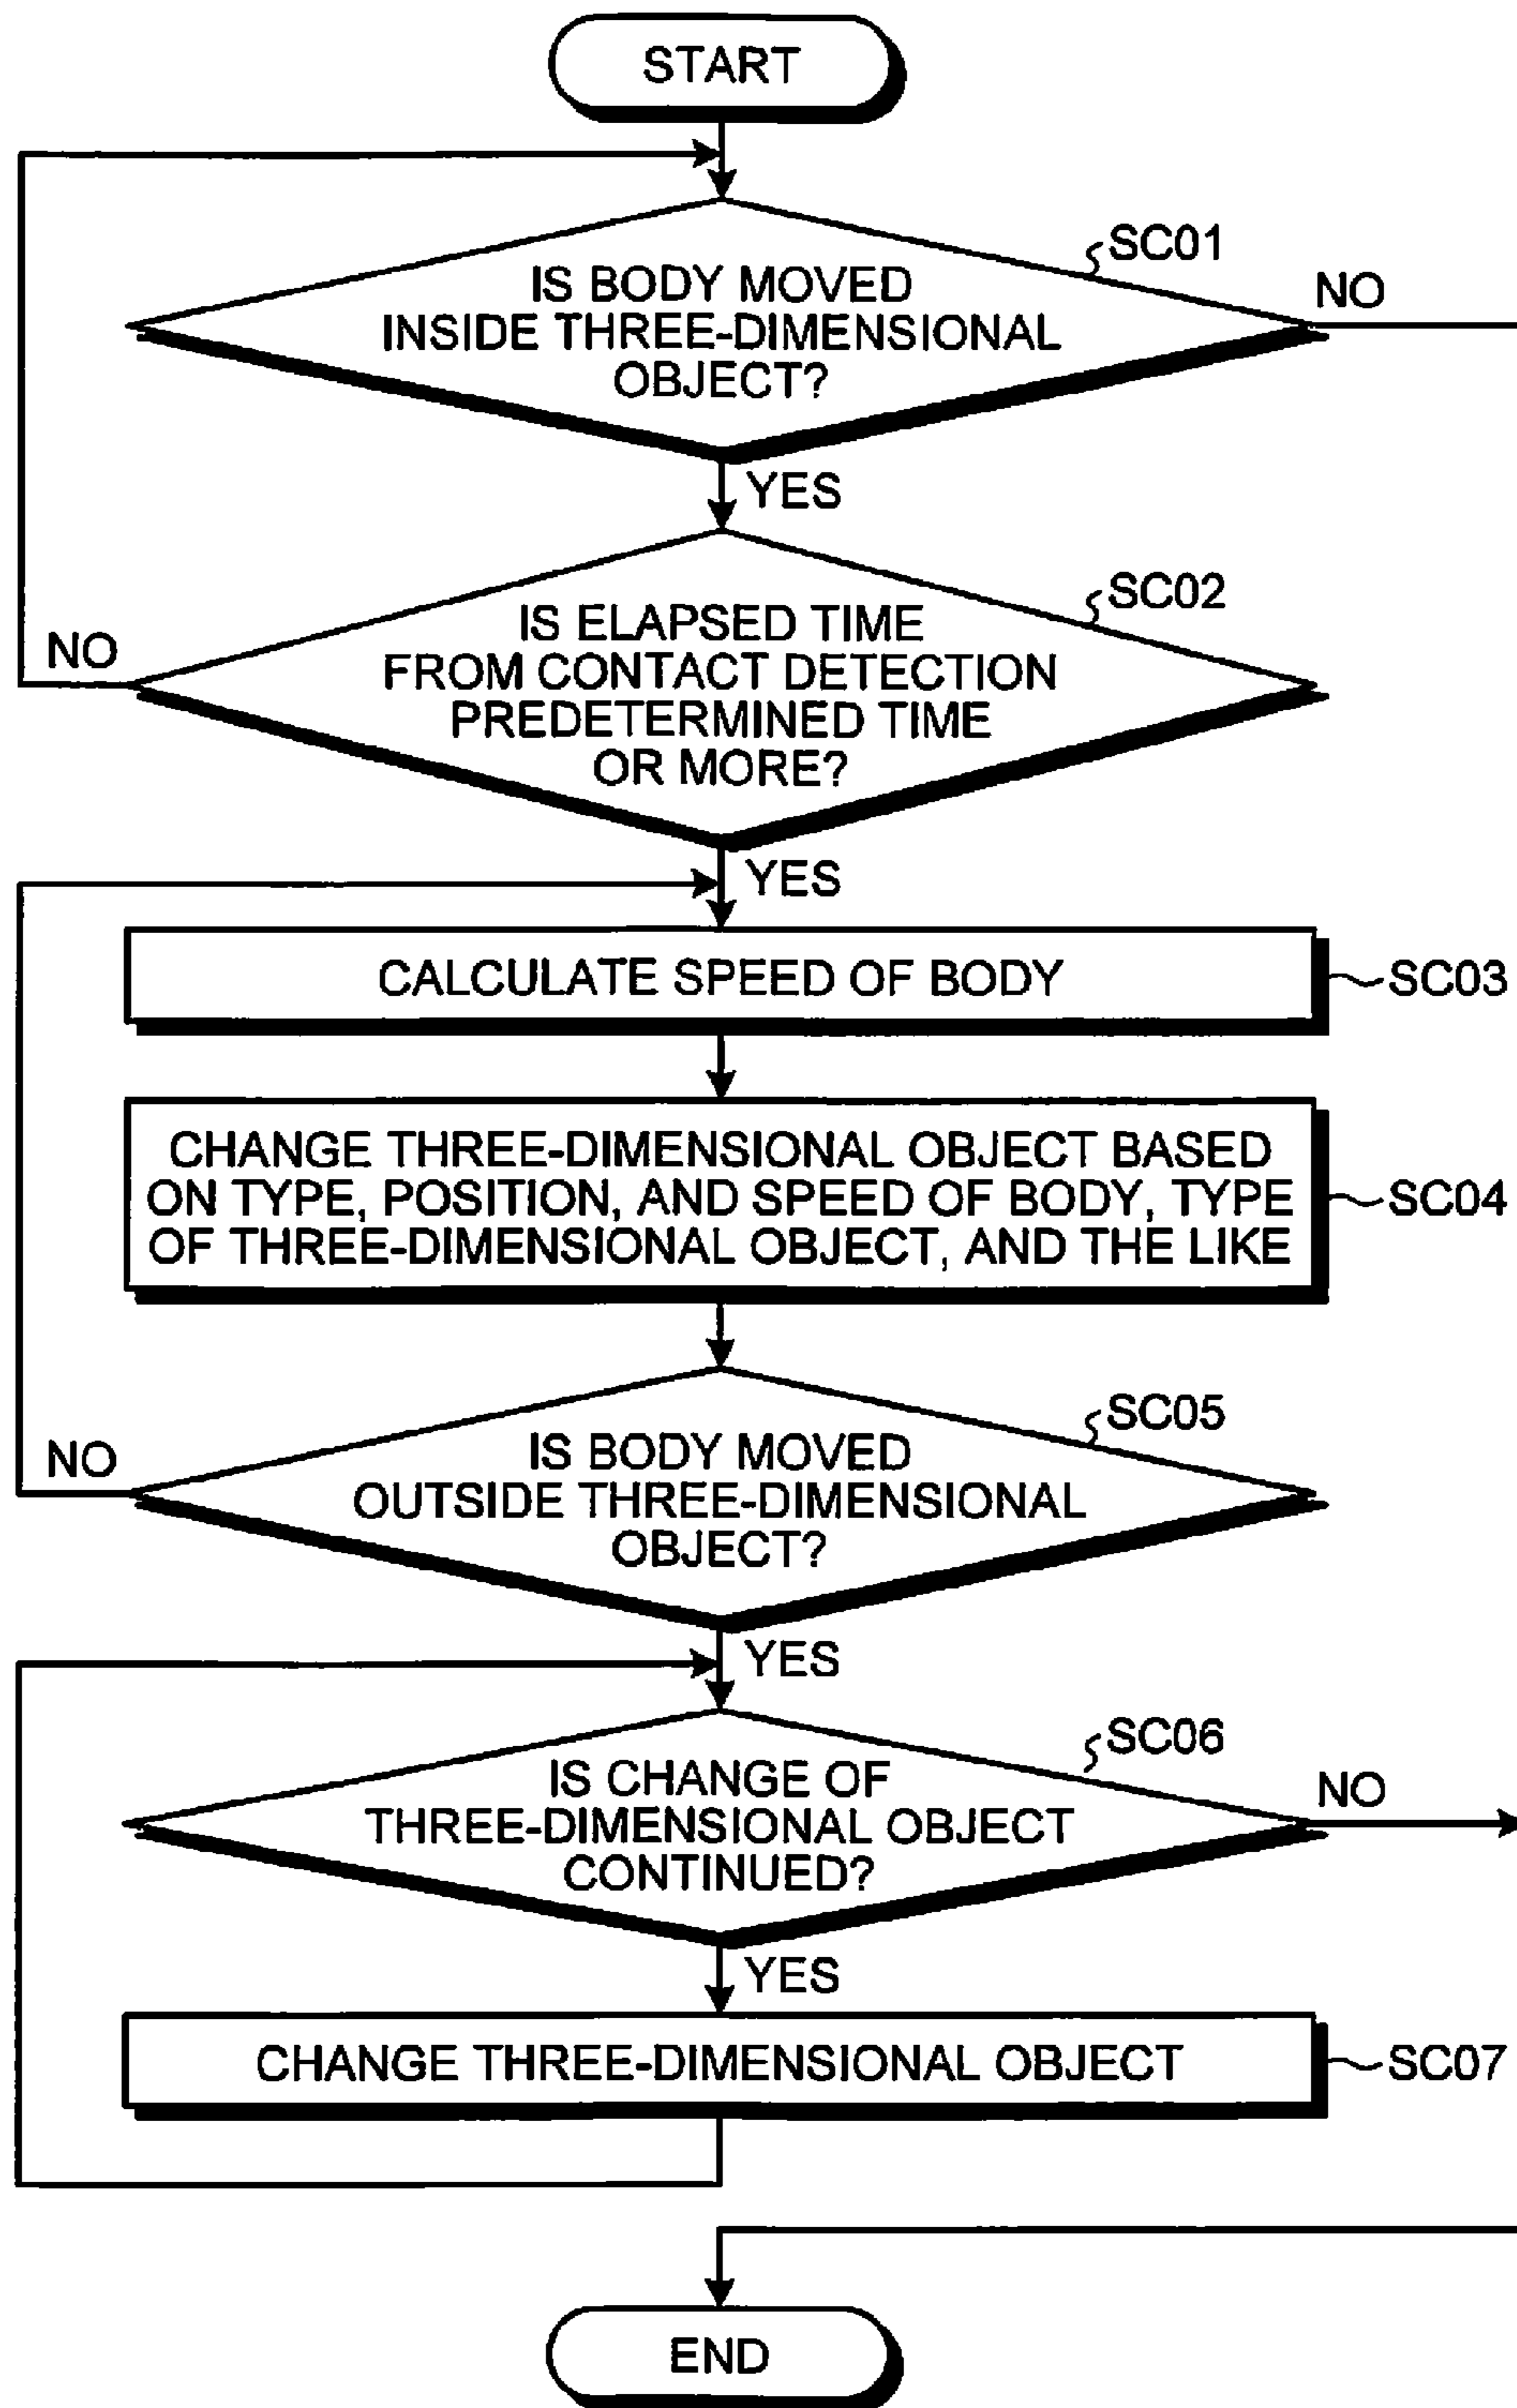 START
SC01
IS BODY MOVED
INSIDE THREE-DIMENSIONAL
OBJECT?
NO
YES
SC02
IS ELAPSED TIME
FROM CONTACT DETECTION
PREDETERMINED TIME
OR MORE?
NO
YES
CALCULATE SPEED OF BODY
SC03
CHANGE THREE-DIMENSIONAL OBJECT BASED
ON TYPE, POSITION, AND SPEED OF BODY, TYPE
OF THREE-DIMENSIONAL OBJECT, AND THE LIKE
SC04
SC05
IS BODY MOVED
OUTSIDE THREE-DIMENSIONAL
OBJECT?
NO
YES
SC06
IS CHANGE OF
THREE-DIMENSIONAL OBJECT
CONTINUED?
NO
YES
CHANGE THREE-DIMENSIONAL OBJECT
SC07
END